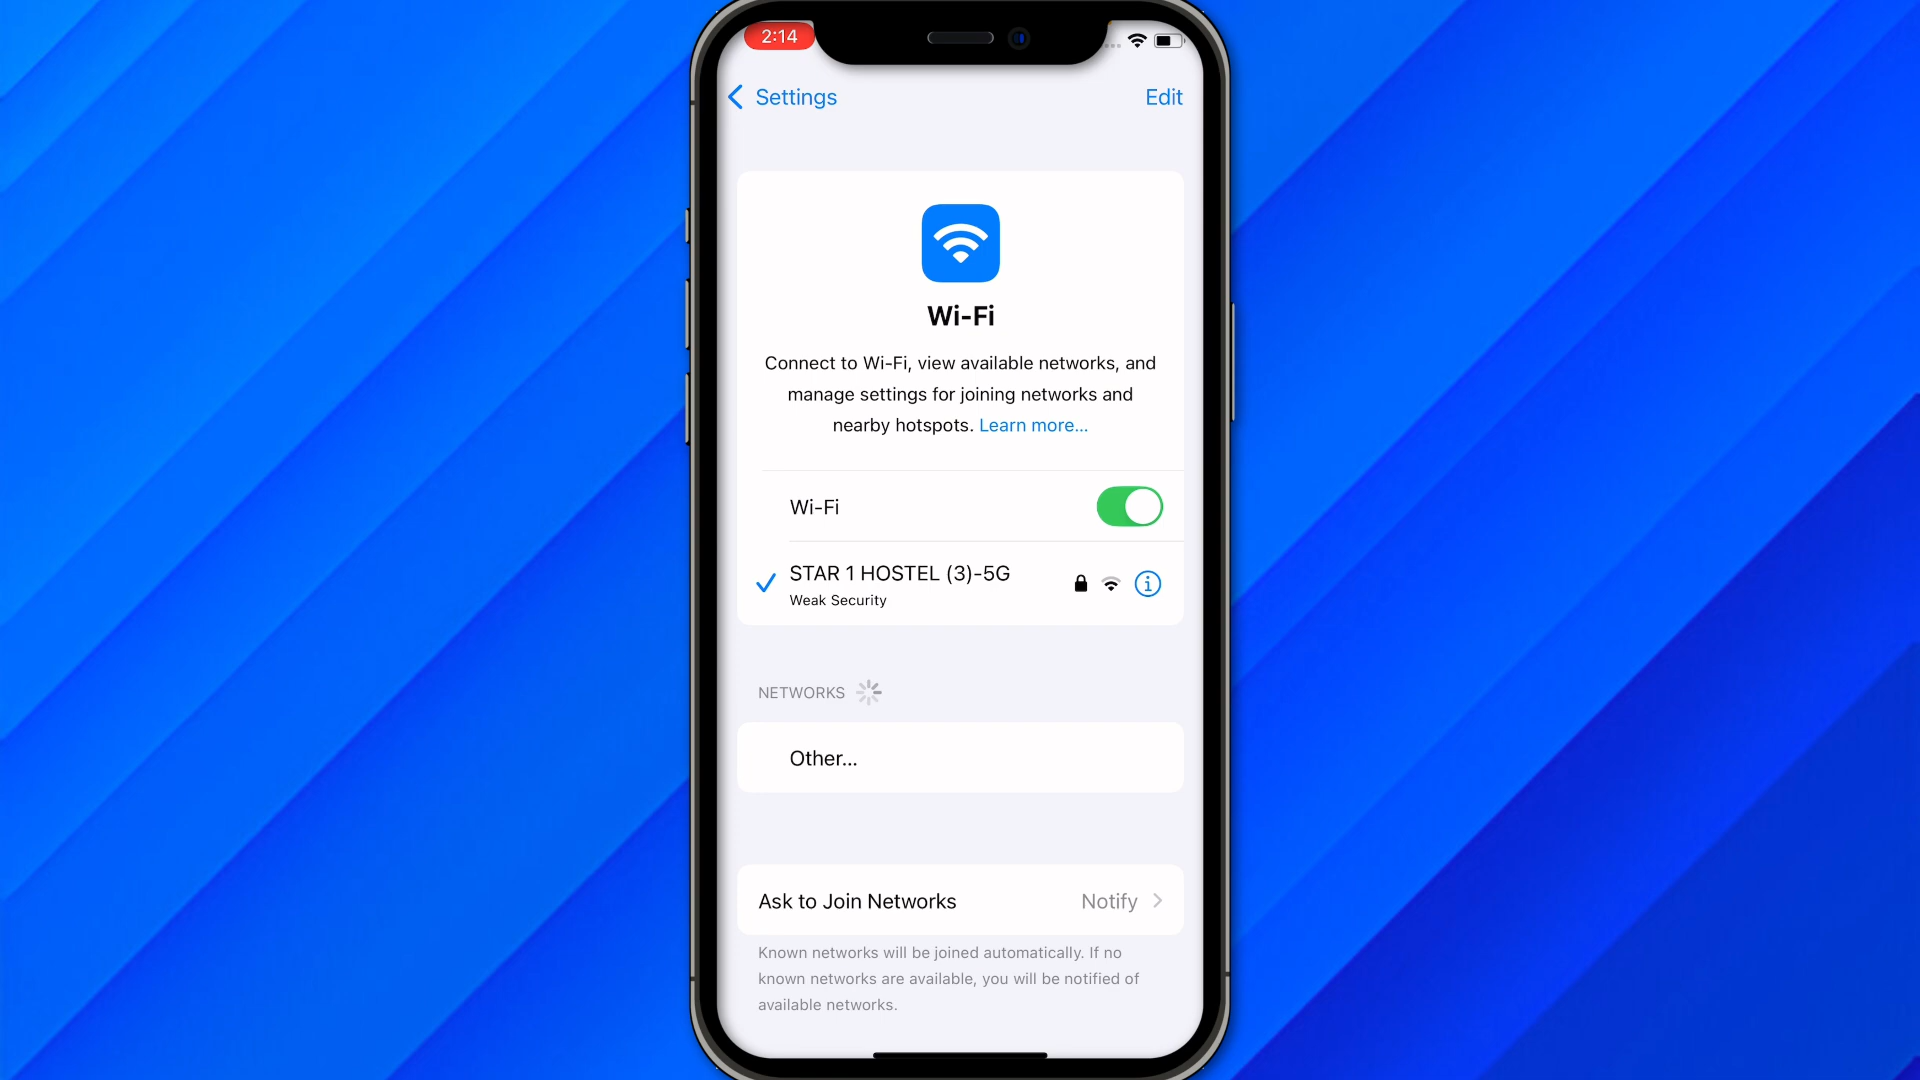 2:14
Settings
Edit
Wi-Fi
Connect to Wi-Fi, view available networks, and
manage settings for joining networks and
nearby hotspots. Learn more...
Wi-Fi
STAR 1 HOSTEL (3)-5G
Weak Security
NETWORKS
Other...
Ask to Join Networks
Notify
Known networks will be joined automatically. If no
known networks are available, you will be notified of
available networks.